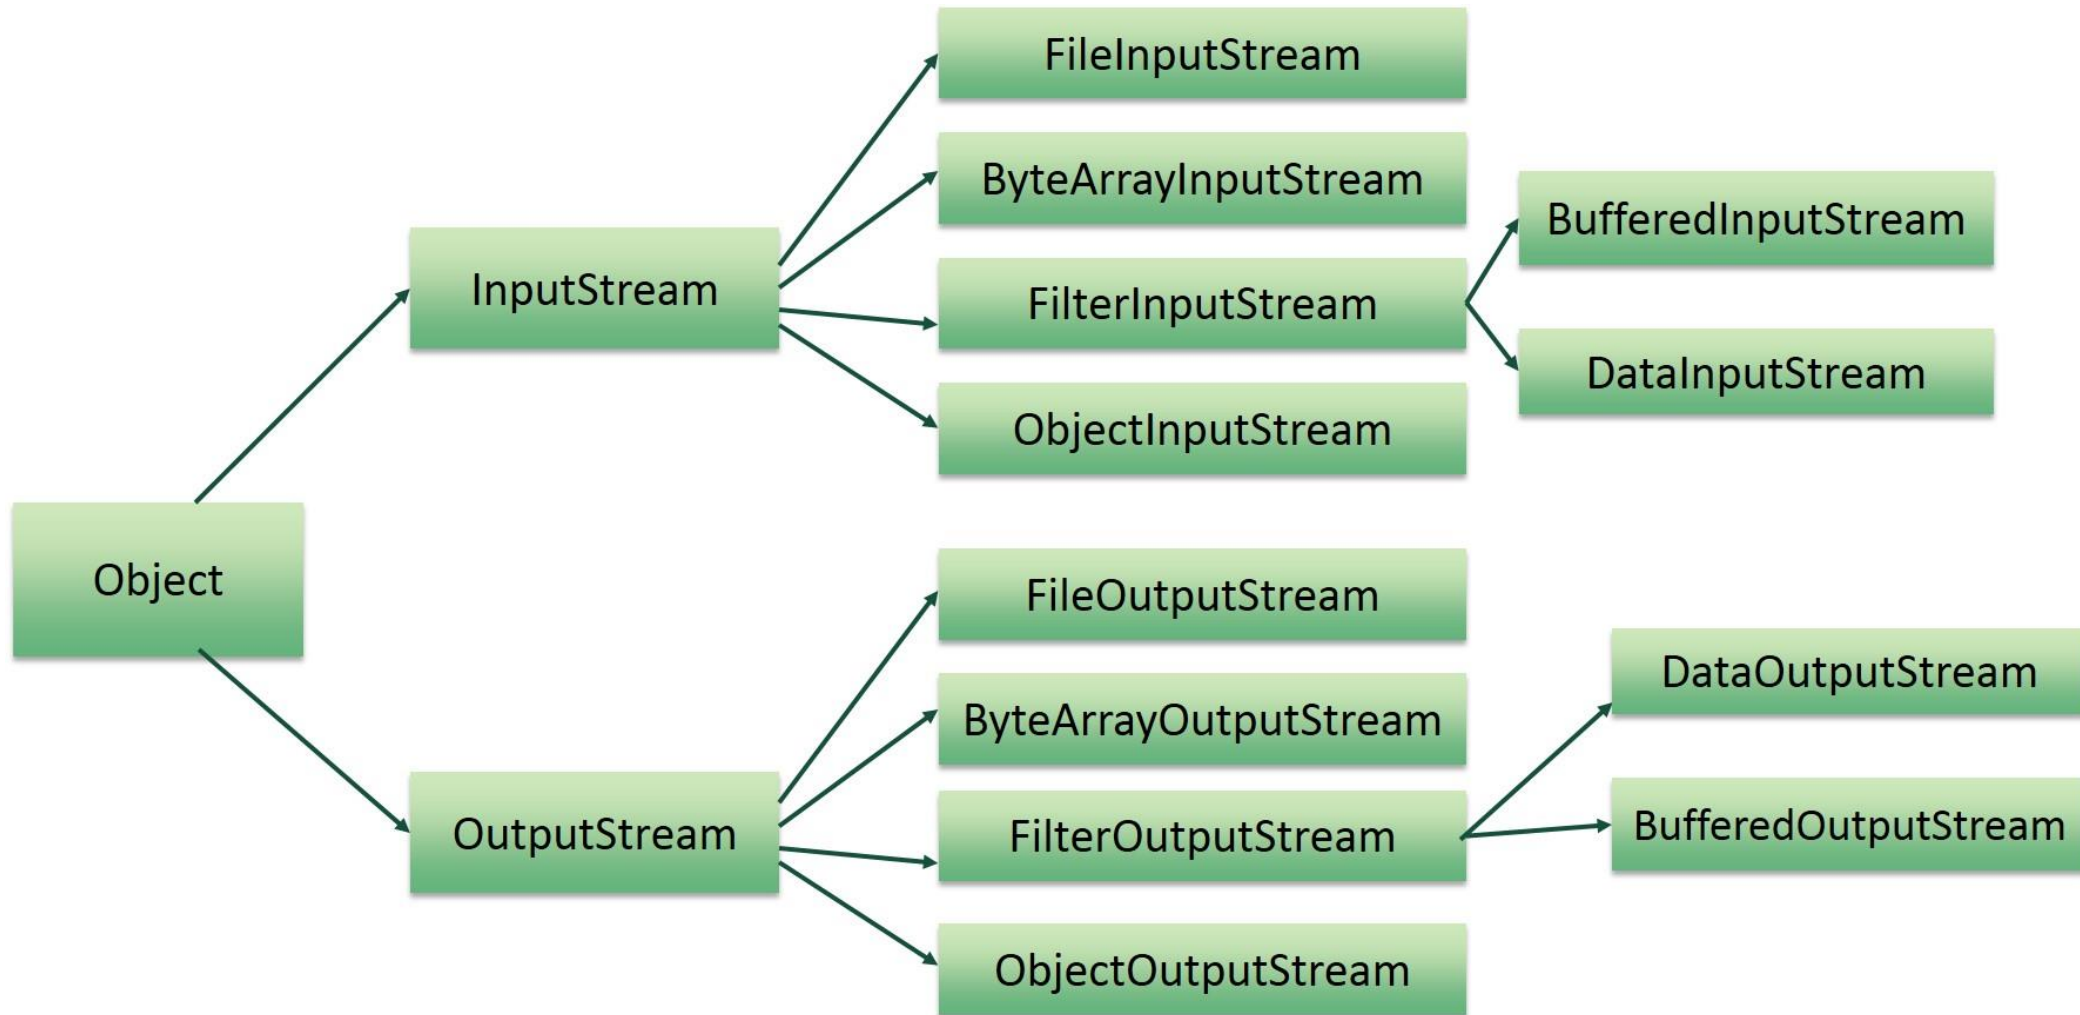 FileInputStream
ByteArrayInputStream
BufferedInputStream
InputStream
FilterInputStream
DataInputStream
ObjectInputStream
Object
FileOutputStream
DataOutputStream
ByteArrayOutputStream
OutputStream
FilterOutputStream
BufferedOutputStream
ObjectOutputStream